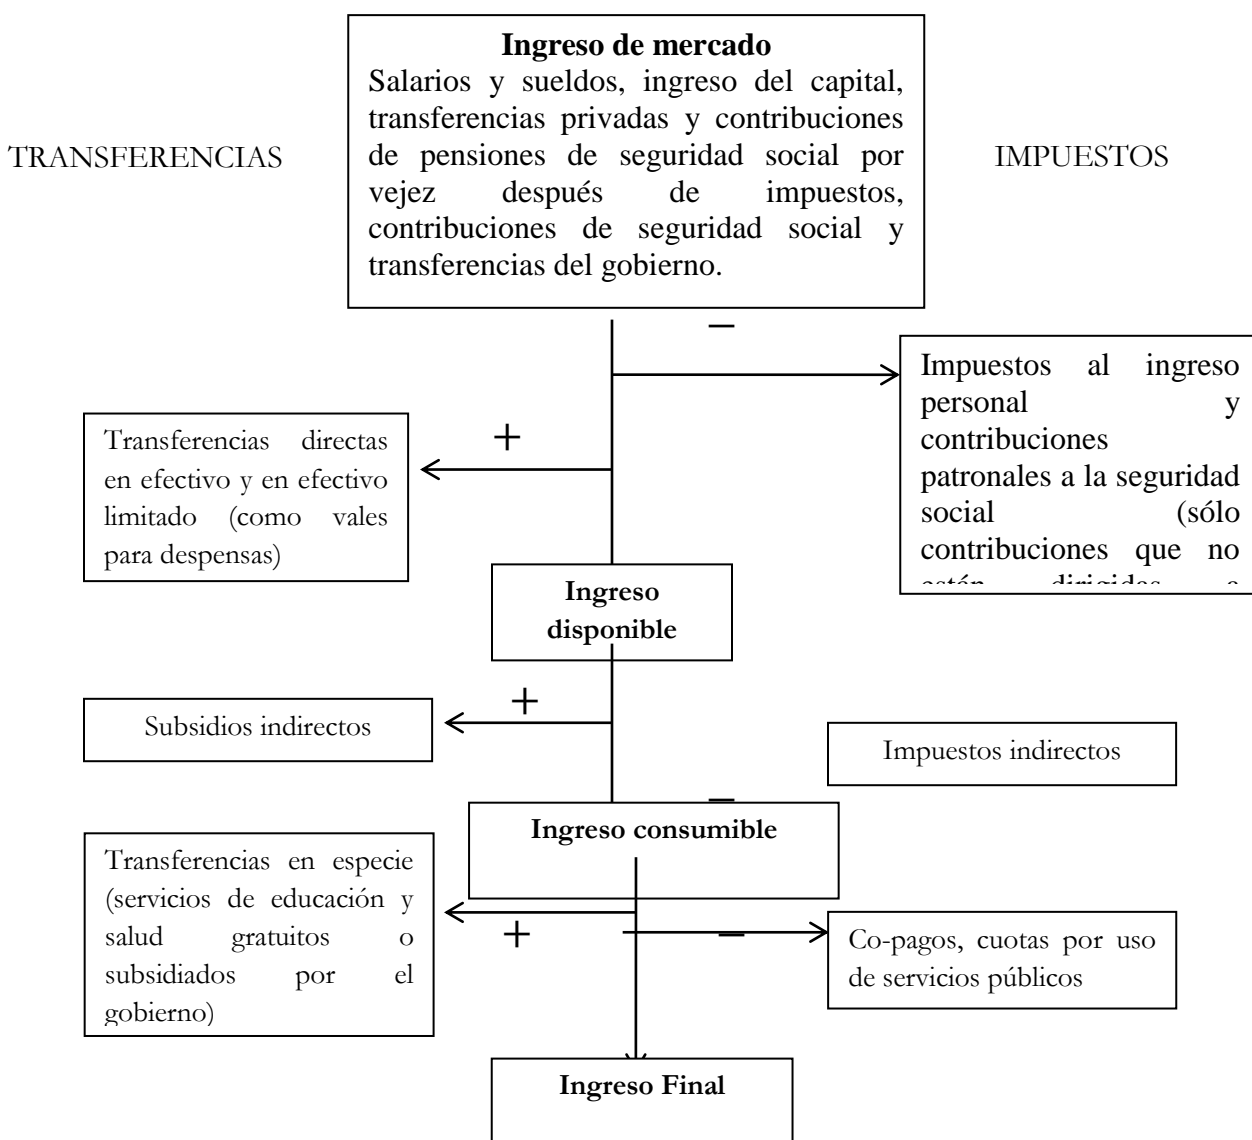 Ingreso de mercado
Salarios y sueldos, ingreso del capital,
transferencias privadas y contribuciones
de pensiones de seguridad social por
vejez después de impuestos,
contribuciones de seguridad social y
transferencias del gobierno.
TRANSFERENCIAS
IMPUESTOS
–
Impuestos al ingreso
personal y
contribuciones
patronales a la seguridad
social (sólo
contribuciones que no
están dirigidas a
+
Transferencias directas
en efectivo y en efectivo
limitado (como vales
para despensas)
Ingreso
disponible
+
Subsidios indirectos
Impuestos indirectos
–
Ingreso consumible
Transferencias en especie
(servicios de educación y
salud gratuitos o
subsidiados por el
gobierno)
+
–
Co-pagos, cuotas por uso
de servicios públicos
Ingreso Final